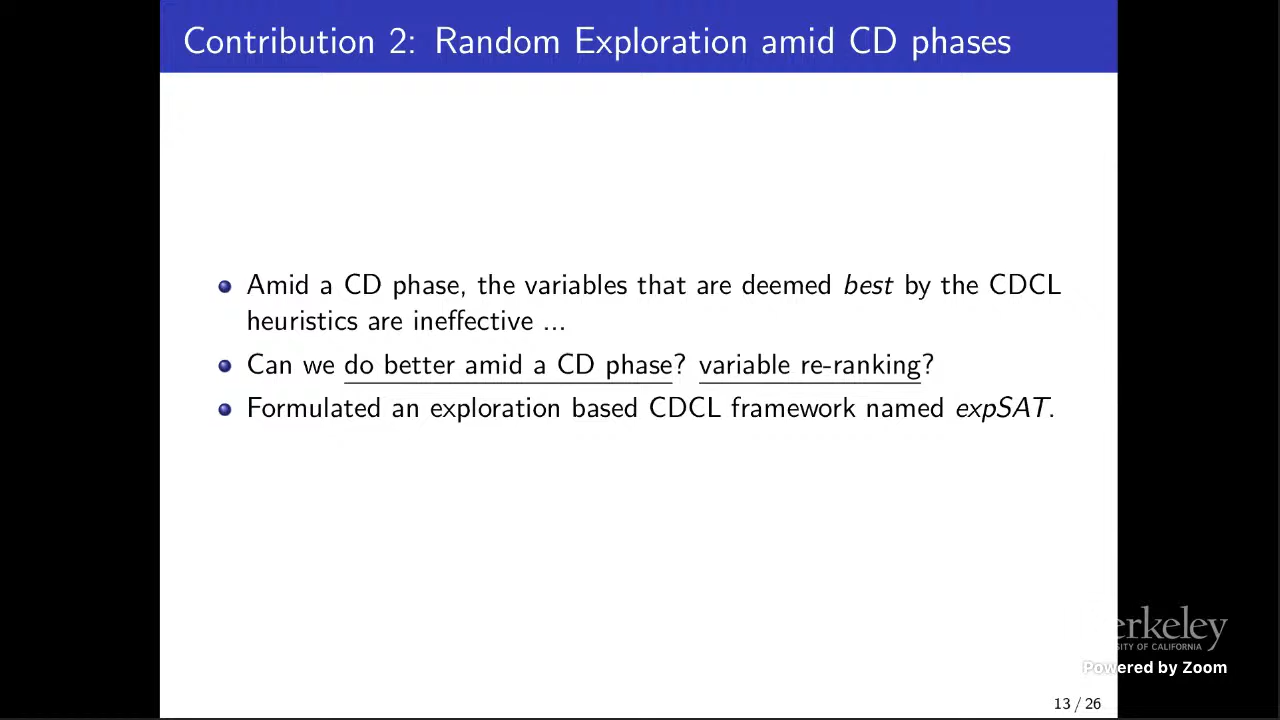 Contribution 2: Random Exploration amid CD phases
Amid a CD phase, the variables that are deemed best by the CDCL
heuristics are ineffective ...
Can we do better amid a CD phase? variable re-ranking?
Formulated an exploration based CDCL framework named expSAT.
erkeley
SITY OF CALIFORNIA
Powered by Zoom
13 / 26